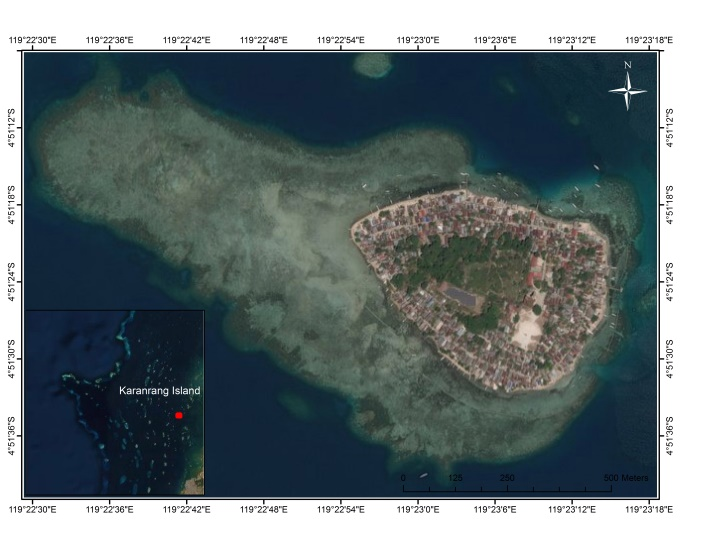 119°22'30"E 119°22'36"E 119°22'42"E 119°22'48"E 119°22'54"E 119°23'0"E 119°23'6"E 119°23'12"E 119°23'18"E
N
4°51'12"S 4°51'12"S
4°51'18"S 4°51'18"S
4°51'24"S 4°51'24"S
4°51'30"S 4°51'30"S
Karanrang Island
4°51'36"S 4°51'36"S
0 125 250 500 Meters
119°22'30"E 119°22'36"E 119°22'42"E 119°22'48"E 119°22'54"E 119°23'0"E 119°23'6"E 119°23'12"E 119°23'18"E